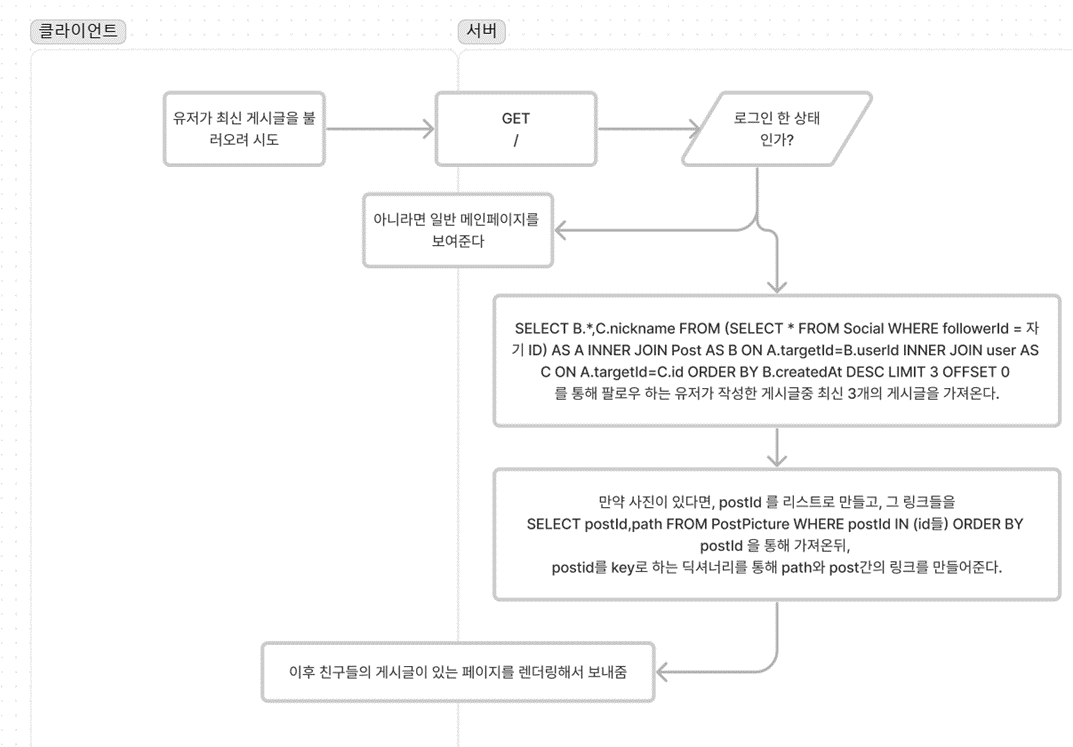 클라이언트
서버
유저가 최신 게시글을 불
러오려 시도
GET
/
로그인 한 상태
인가?
아니라면 일반 메인페이지를
보여준다
SELECT B.*,C.nickname FROM (SELECT * FROM Social WHERE followerId = 자
기 ID) AS A INNER JOIN Post AS B ON A.targetId=B.userId INNER JOIN user AS
C ON A.targetId=C.id ORDER BY B.createdAt DESC LIMIT 3 OFFSET 0
를 통해 팔로우 하는 유저가 작성한 게시글중 최신 3개의 게시글을 가져온다.
만약 사진이 있다면, postId 를 리스트로 만들고, 그 링크들을
SELECT postId,path FROM PostPicture WHERE postId IN (id들) ORDER BY
postId 을 통해 가져온뒤,
postid를 key로 하는 딕셔너리를 통해 path와 post간의 링크를 만들어준다.
이후 친구들의 게시글이 있는 페이지를 렌더링해서 보내줌